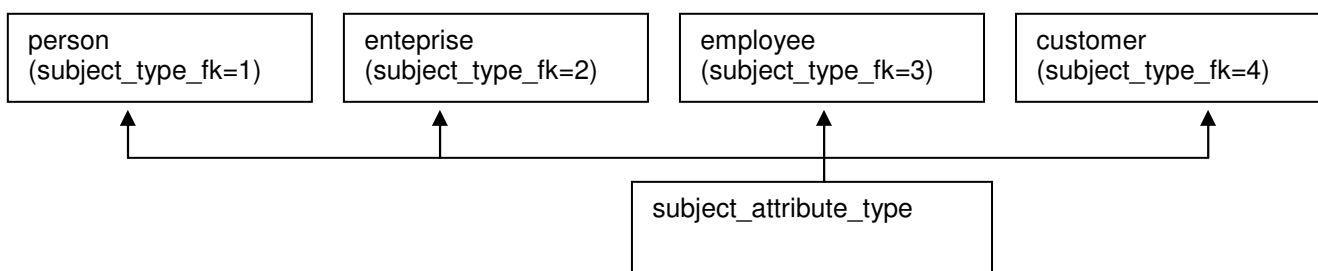 person
(subject_type_fk=1)
enteprise
(subject_type_fk=2)
employee
(subject_type_fk=3)
customer
(subject_type_fk=4)
subject_attribute_type